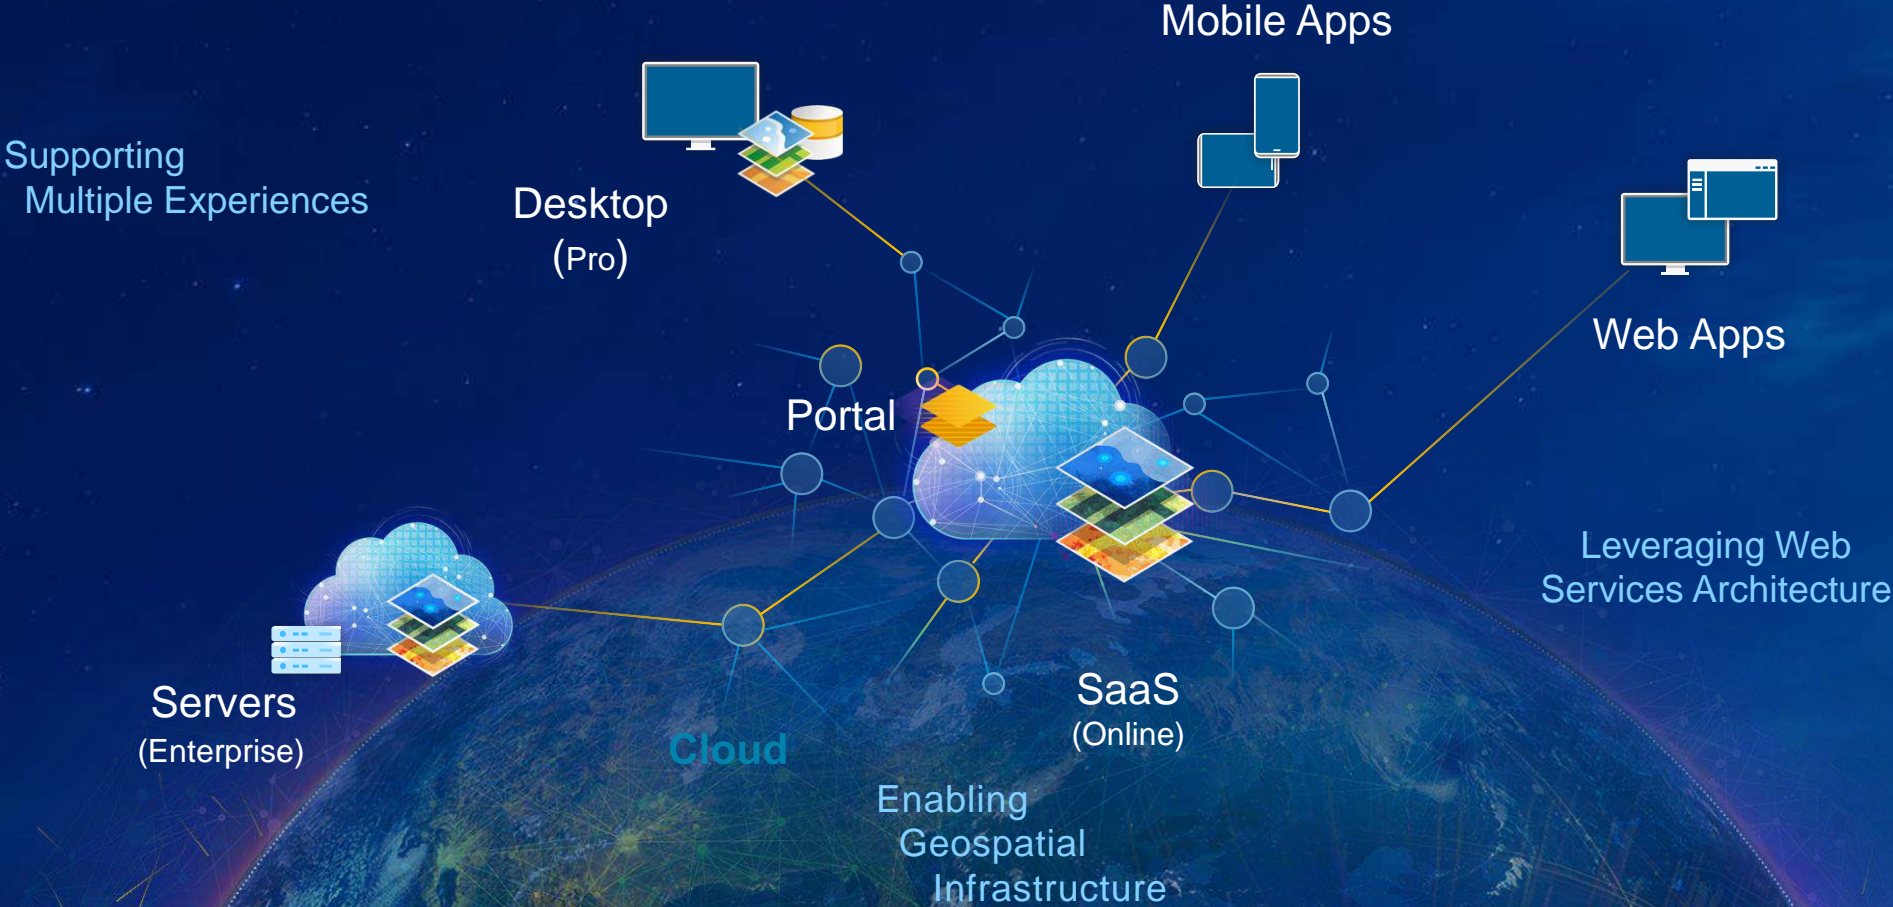 Mobile Apps
Supporting
Multiple Experiences
Desktop
(Pro)
Web Apps
Portal
Leveraging Web
Services Architecture
Servers
(Enterprise)
SaaS
(Online)
Cloud
Enabling
Geospatial
Infrastructure